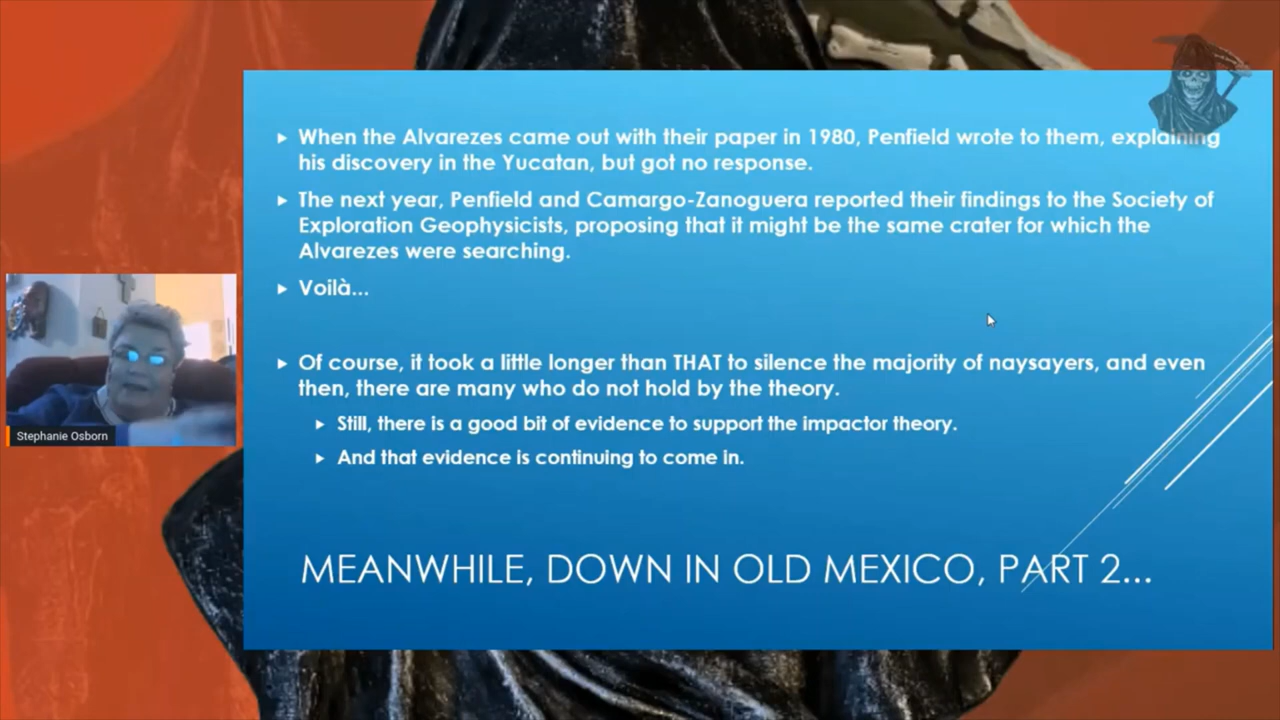 When the Alvarezes came out with their paper in 1980, Penfield wrote to them, explaining
his discovery in the Yucatan, but got no response.
The next year, Penfield and Camargo-Zanoguera reported their findings to the Society of
Exploration Geophysicists, proposing that it might be the same crater for which the
Alvarezes were searching.
Voilà...
Of course, it took a little longer than THAT to silence the majority of naysayers, and even
then, there are many who do not hold by the theory.
Still, there is a good bit of evidence to support the impactor theory.
And that evidence is continuing to come in.
MEANWHILE, DOWN IN OLD MEXICO, PART 2...
Stephanie Osborn